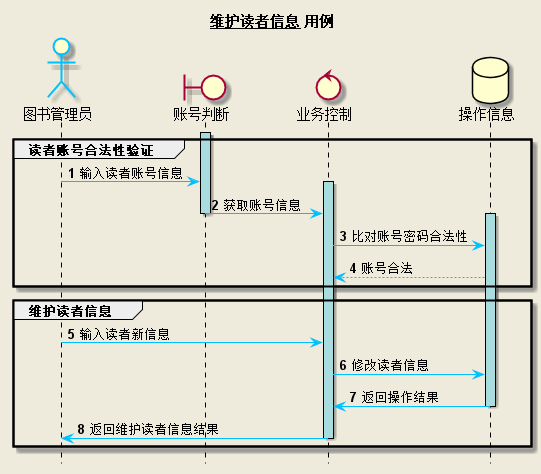 维护读者信息 用例
图书管理员
账号判断
业务控制
操作信息
读者账号合法性验证
1 输入读者账号信息
2 获取账号信息
3 比对账号密码合法性
4 账号合法
维护读者信息
5 输入读者新信息
6 修改读者信息
7 返回操作结果
8 返回维护读者信息结果